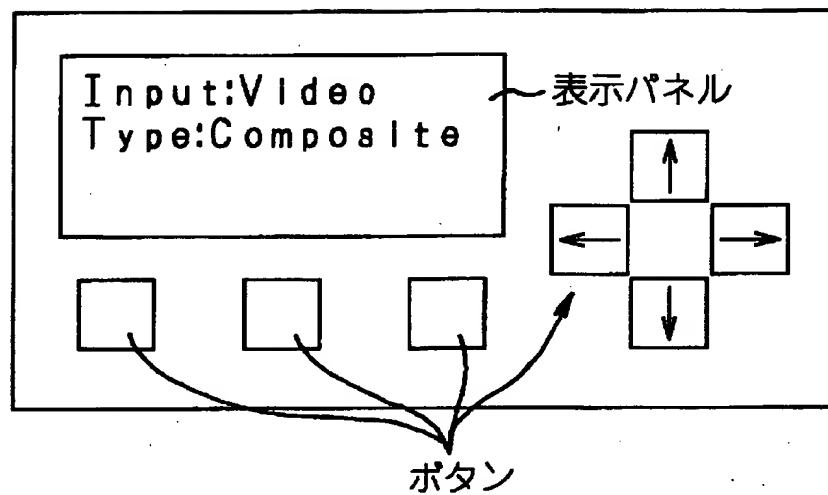 Input:Video
Type:Composite
表示パネル
↑
← →
↓
ボタン